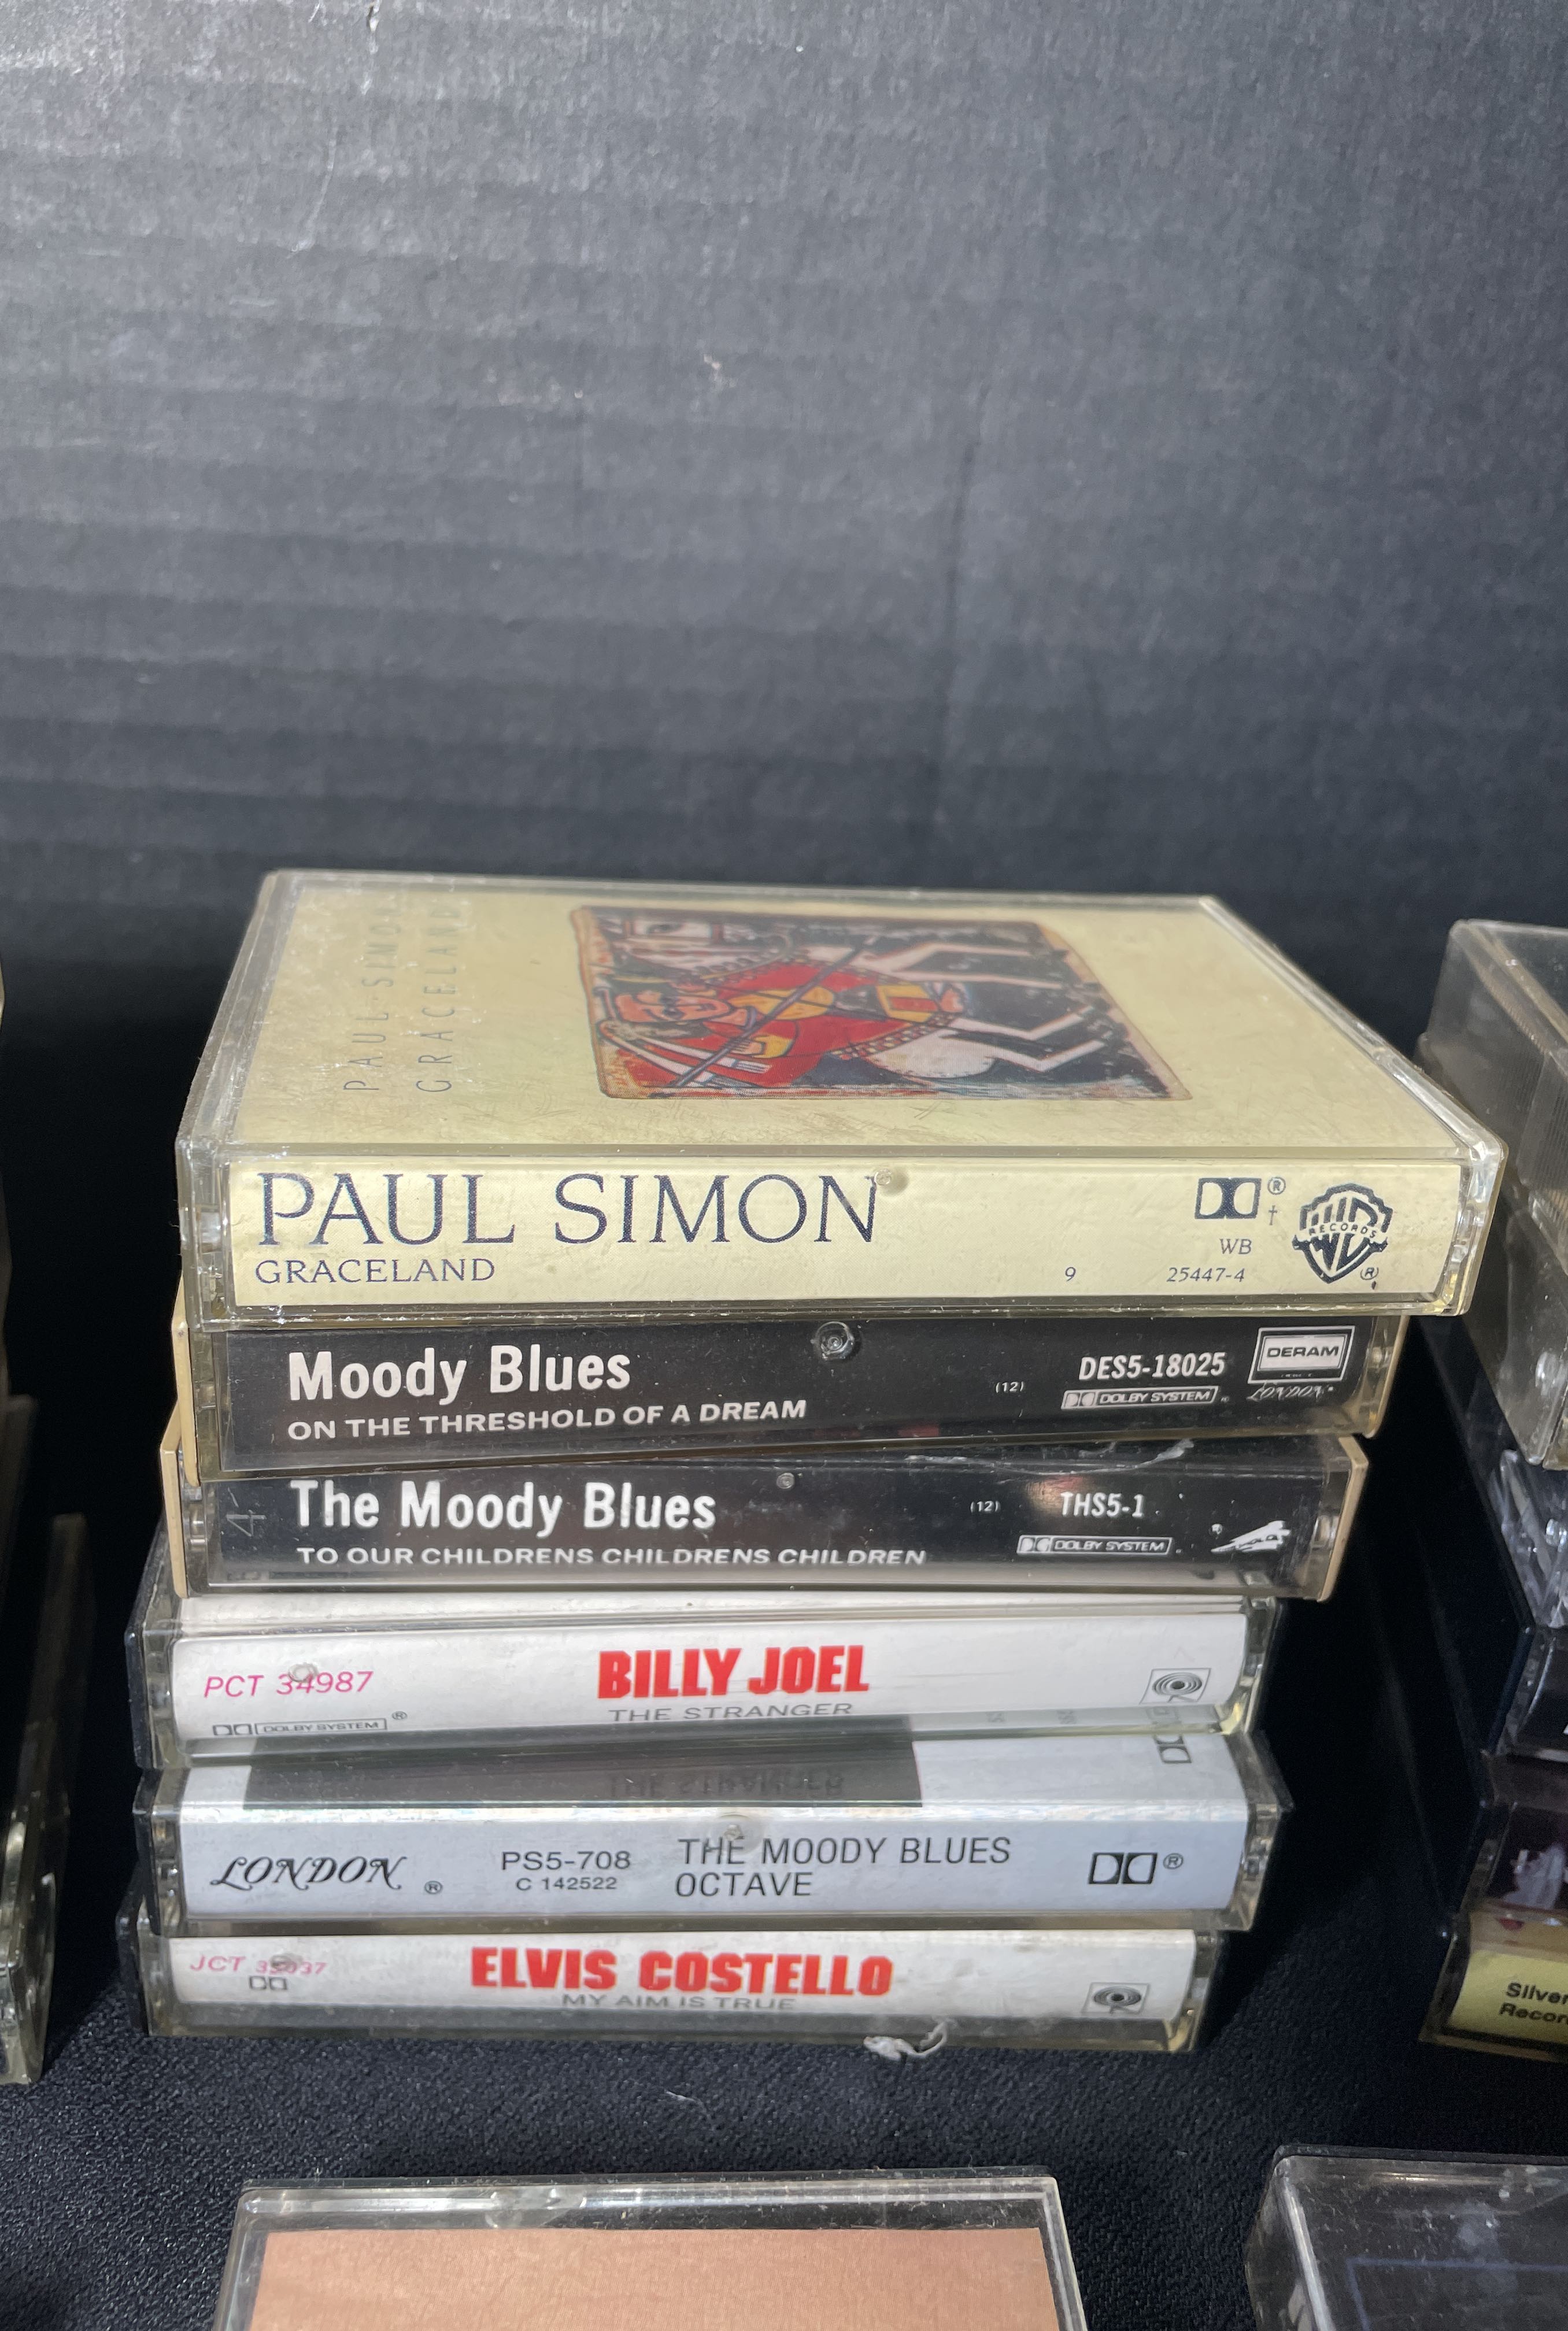 PAUL SIMON
GRACELAND
PAUL SIMON
GRACELAND
® †
WB
9 25447-4
RECORDS
®
Moody Blues
ON THE THRESHOLD OF A DREAM
(12)
DES5-18025
DOLBY SYSTEM
DERAM
LONDON
4
The Moody Blues
TO OUR CHILDRENS CHILDRENS CHILDREN
(12)
THS5-1
DOLBY SYSTEM
PCT 34987
DOLBY SYSTEM ®
BILLY JOEL
THE STRANGER
LONDON ®
PS5-708
C 142522
THE MOODY BLUES
OCTAVE
®
JCT
ELVIS COSTELLO
MY AIM IS TRUE